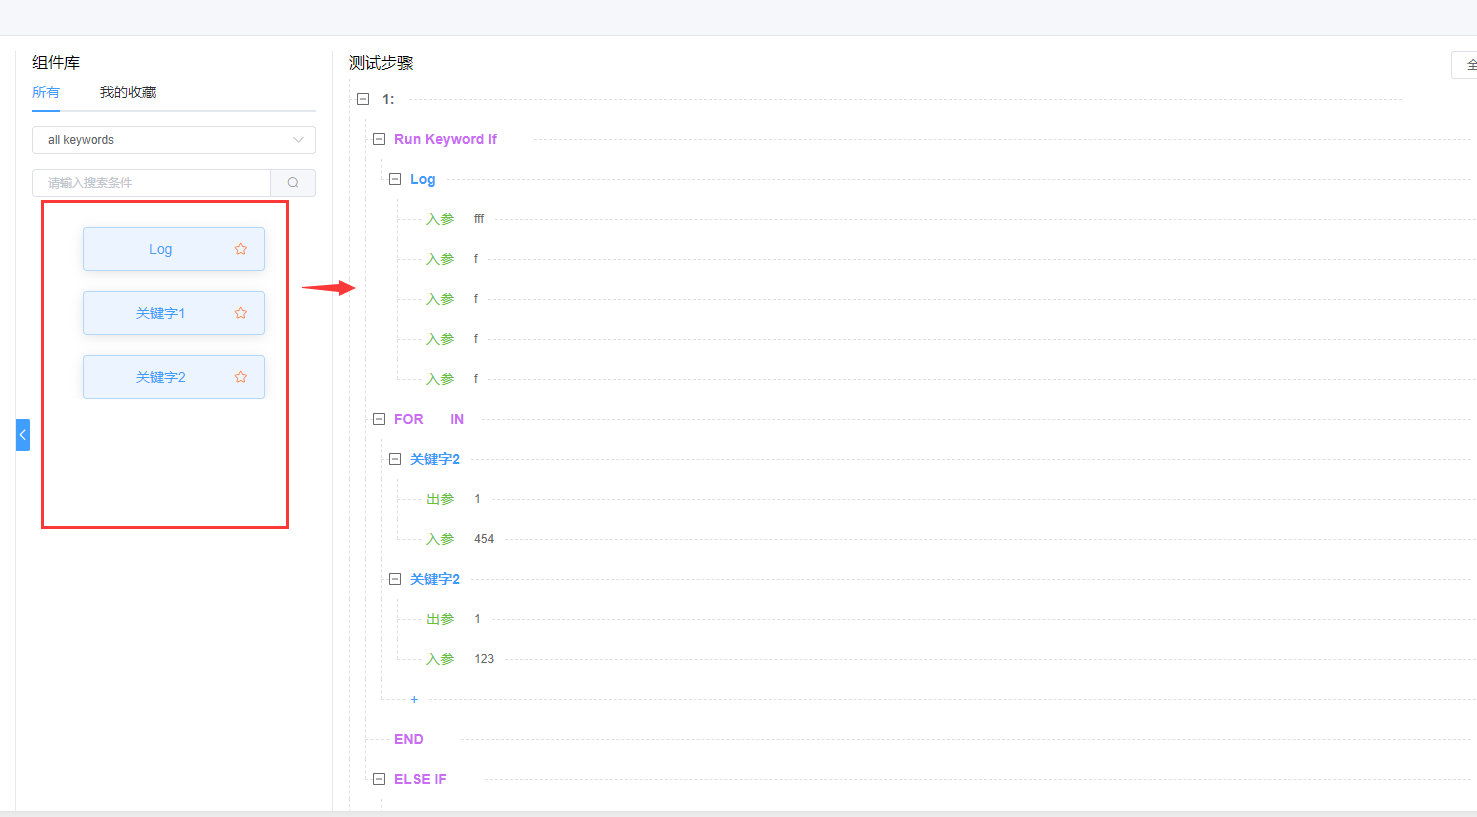 组件库
所有 我的收藏
all keywords
请输入搜索条件
Log
关键字1
关键字2
测试步骤
全
1:
Run Keyword If
Log
入参 fff
入参 f
入参 f
入参 f
入参 f
FOR IN
关键字2
出参 1
入参 454
关键字2
出参 1
入参 123
+
END
ELSE IF